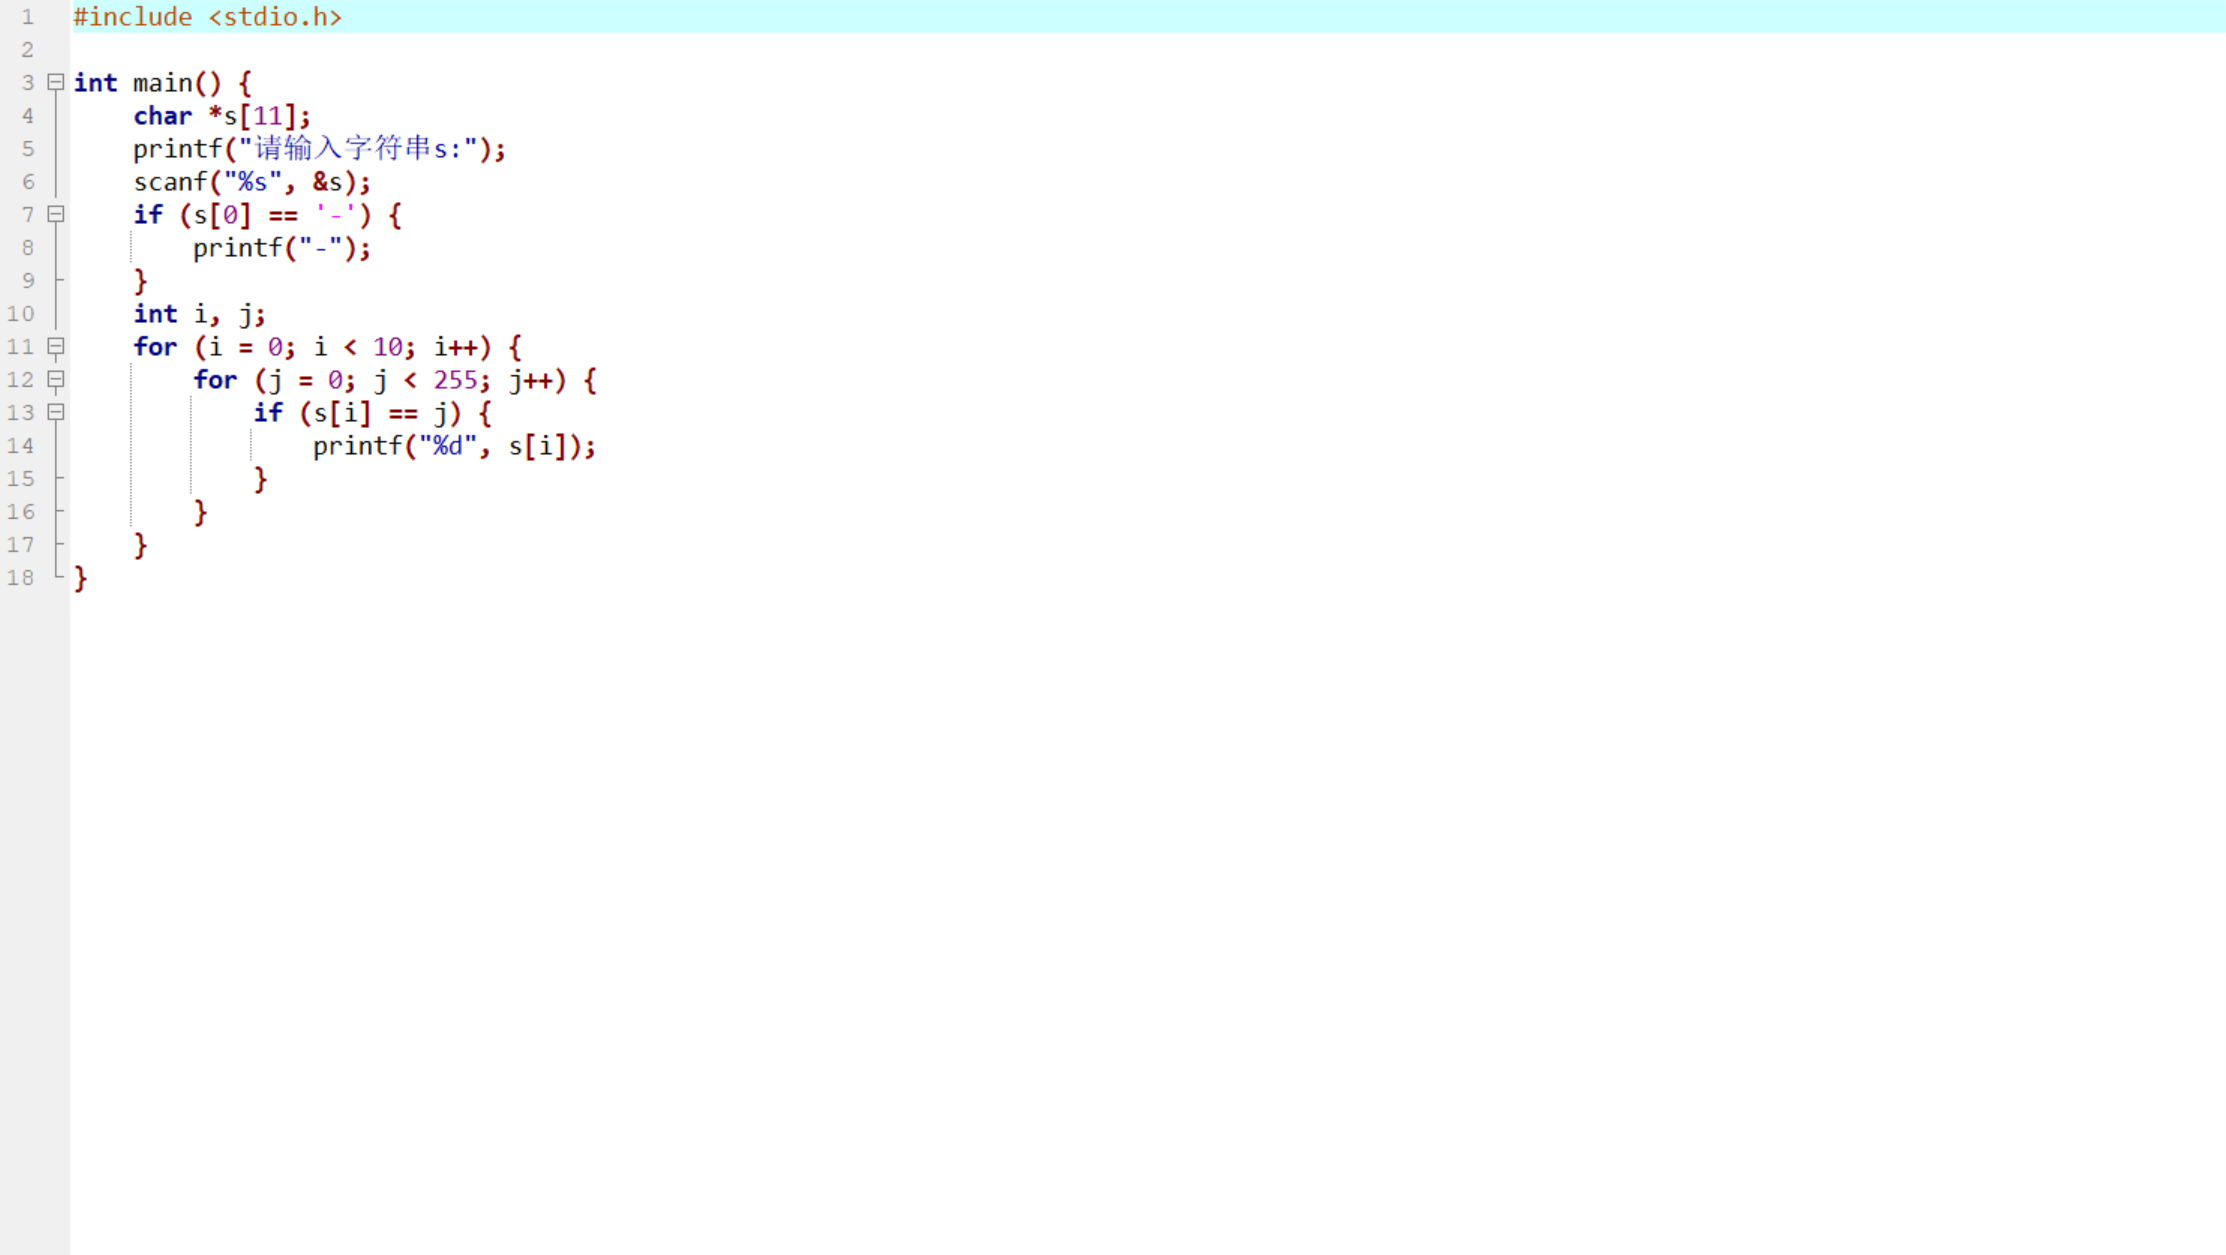 1 #include <stdio.h>
2
3 int main() {
4 char *s[11];
5 printf("请输入字符串s:");
6 scanf("%s", &s);
7 if (s[0] == '-') {
8 printf("-");
9 }
10 int i, j;
11 for (i = 0; i < 10; i++) {
12 for (j = 0; j < 255; j++) {
13 if (s[i] == j) {
14 printf("%d", s[i]);
15 }
16 }
17 }
18 }